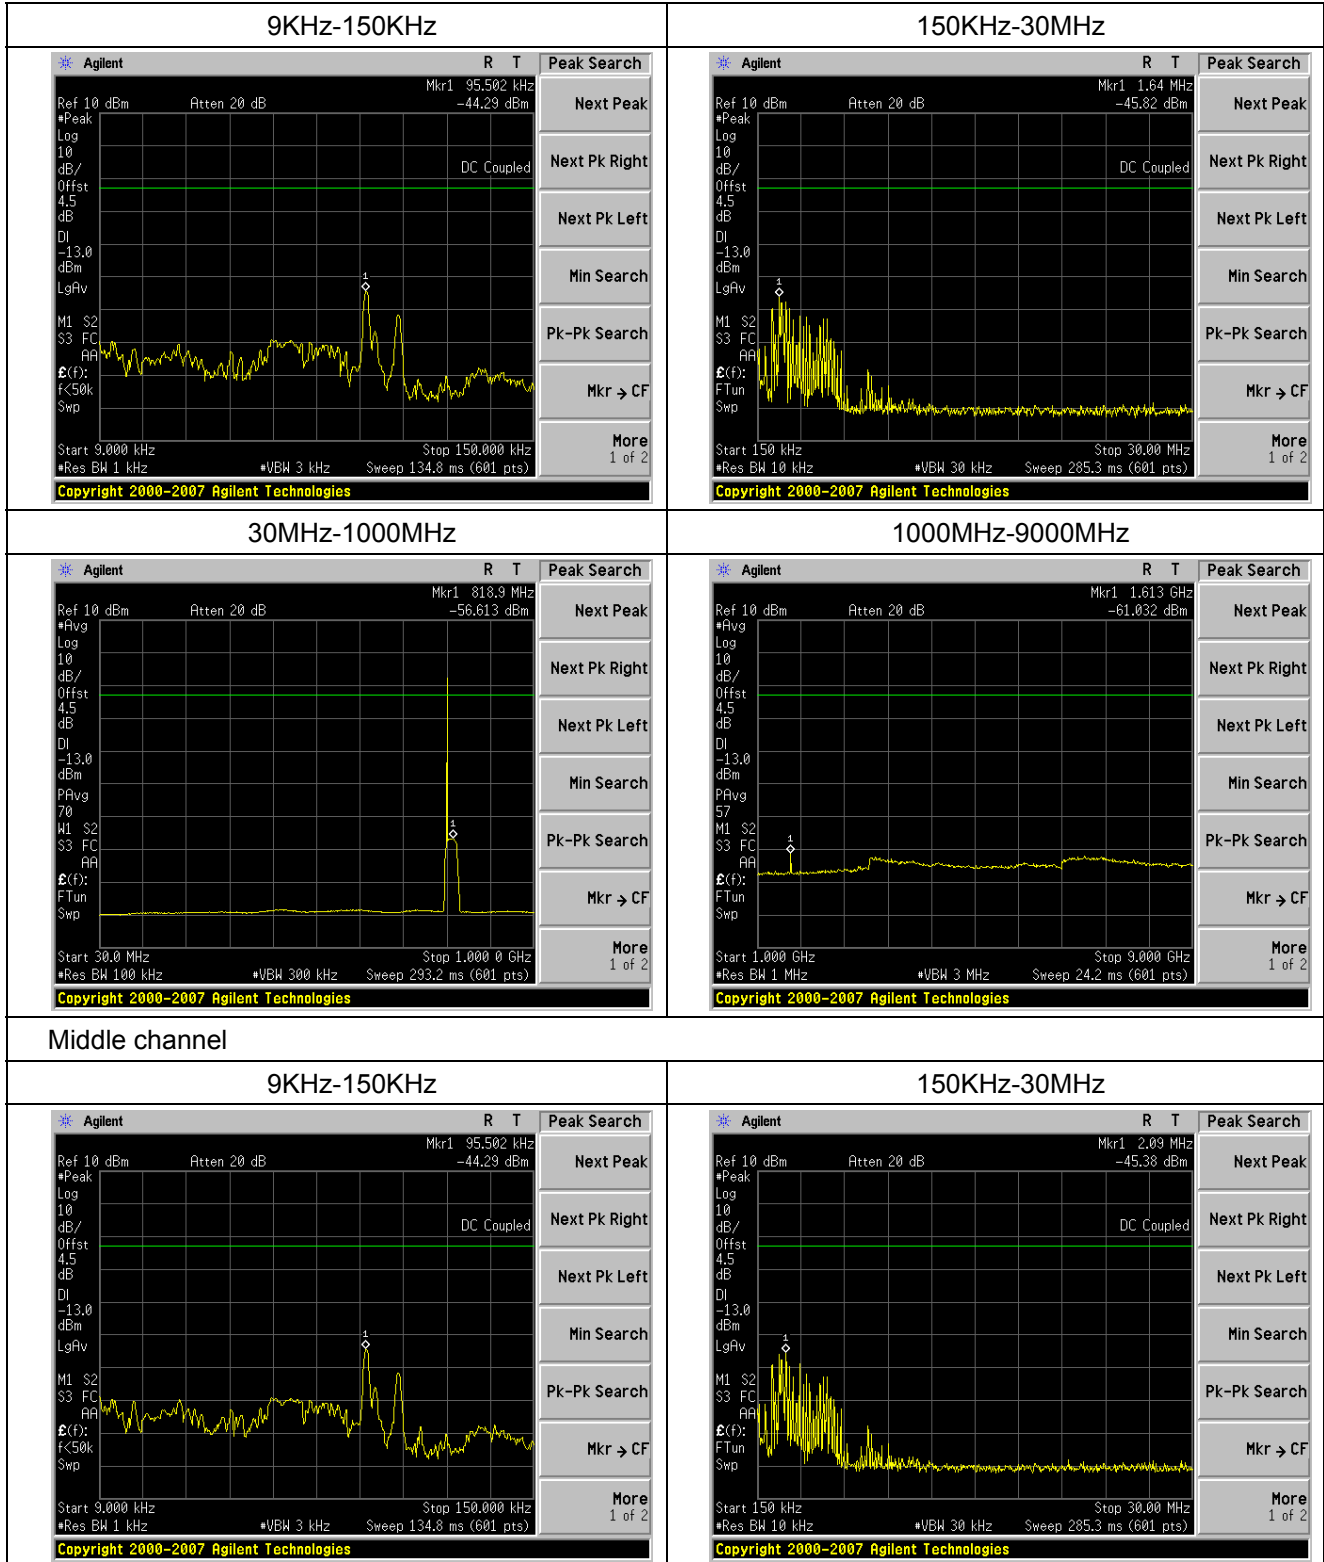 9KHz-150KHz
150KHz-30MHz
Agilent R T Peak Search
Mkr1 95.502 kHz
Ref 10 dBm Atten 20 dB -44.29 dBm
#Peak
Log
10
dB/
Offst
4.5
dB
DI
-13.0
dBm
LgAv
M1 S2
S3 FC
AA
£(f):
f<50k
Swp
DC Coupled
1
Start 9.000 kHz Stop 150.000 kHz
#Res BW 1 kHz #VBW 3 kHz Sweep 134.8 ms (601 pts)
Copyright 2000-2007 Agilent Technologies
Next Peak
Next Pk Right
Next Pk Left
Min Search
Pk-Pk Search
Mkr → CF
More
1 of 2
Agilent R T Peak Search
Mkr1 1.64 MHz
Ref 10 dBm Atten 20 dB -45.82 dBm
#Peak
Log
10
dB/
Offst
4.5
dB
DI
-13.0
dBm
LgAv
M1 S2
S3 FC
AA
£(f):
FTun
Swp
DC Coupled
1
Start 150 kHz Stop 30.00 MHz
#Res BW 10 kHz #VBW 30 kHz Sweep 285.3 ms (601 pts)
Copyright 2000-2007 Agilent Technologies
Next Peak
Next Pk Right
Next Pk Left
Min Search
Pk-Pk Search
Mkr → CF
More
1 of 2
30MHz-1000MHz
1000MHz-9000MHz
Agilent R T Peak Search
Mkr1 818.9 MHz
Ref 10 dBm Atten 20 dB -56.613 dBm
#Avg
Log
10
dB/
Offst
4.5
dB
DI
-13.0
dBm
PAvg
70
W1 S2
S3 FC
AA
£(f):
FTun
Swp
1
Start 30.0 MHz Stop 1.000 0 GHz
#Res BW 100 kHz #VBW 300 kHz Sweep 293.2 ms (601 pts)
Copyright 2000-2007 Agilent Technologies
Next Peak
Next Pk Right
Next Pk Left
Min Search
Pk-Pk Search
Mkr → CF
More
1 of 2
Agilent R T Peak Search
Mkr1 1.613 GHz
Ref 10 dBm Atten 20 dB -61.032 dBm
#Avg
Log
10
dB/
Offst
4.5
dB
DI
-13.0
dBm
PAvg
57
M1 S2
S3 FC
AA
£(f):
FTun
Swp
1
Start 1.000 GHz Stop 9.000 GHz
#Res BW 1 MHz #VBW 3 MHz Sweep 24.2 ms (601 pts)
Copyright 2000-2007 Agilent Technologies
Next Peak
Next Pk Right
Next Pk Left
Min Search
Pk-Pk Search
Mkr → CF
More
1 of 2
Middle channel
9KHz-150KHz
150KHz-30MHz
Agilent R T Peak Search
Mkr1 95.502 kHz
Ref 10 dBm Atten 20 dB -44.29 dBm
#Peak
Log
10
dB/
Offst
4.5
dB
DI
-13.0
dBm
LgAv
M1 S2
S3 FC
AA
£(f):
f<50k
Swp
DC Coupled
1
Start 9.000 kHz Stop 150.000 kHz
#Res BW 1 kHz #VBW 3 kHz Sweep 134.8 ms (601 pts)
Copyright 2000-2007 Agilent Technologies
Next Peak
Next Pk Right
Next Pk Left
Min Search
Pk-Pk Search
Mkr → CF
More
1 of 2
Agilent R T Peak Search
Mkr1 2.09 MHz
Ref 10 dBm Atten 20 dB -45.38 dBm
#Peak
Log
10
dB/
Offst
4.5
dB
DI
-13.0
dBm
LgAv
M1 S2
S3 FC
AA
£(f):
FTun
Swp
DC Coupled
1
Start 150 kHz Stop 30.00 MHz
#Res BW 10 kHz #VBW 30 kHz Sweep 285.3 ms (601 pts)
Copyright 2000-2007 Agilent Technologies
Next Peak
Next Pk Right
Next Pk Left
Min Search
Pk-Pk Search
Mkr → CF
More
1 of 2